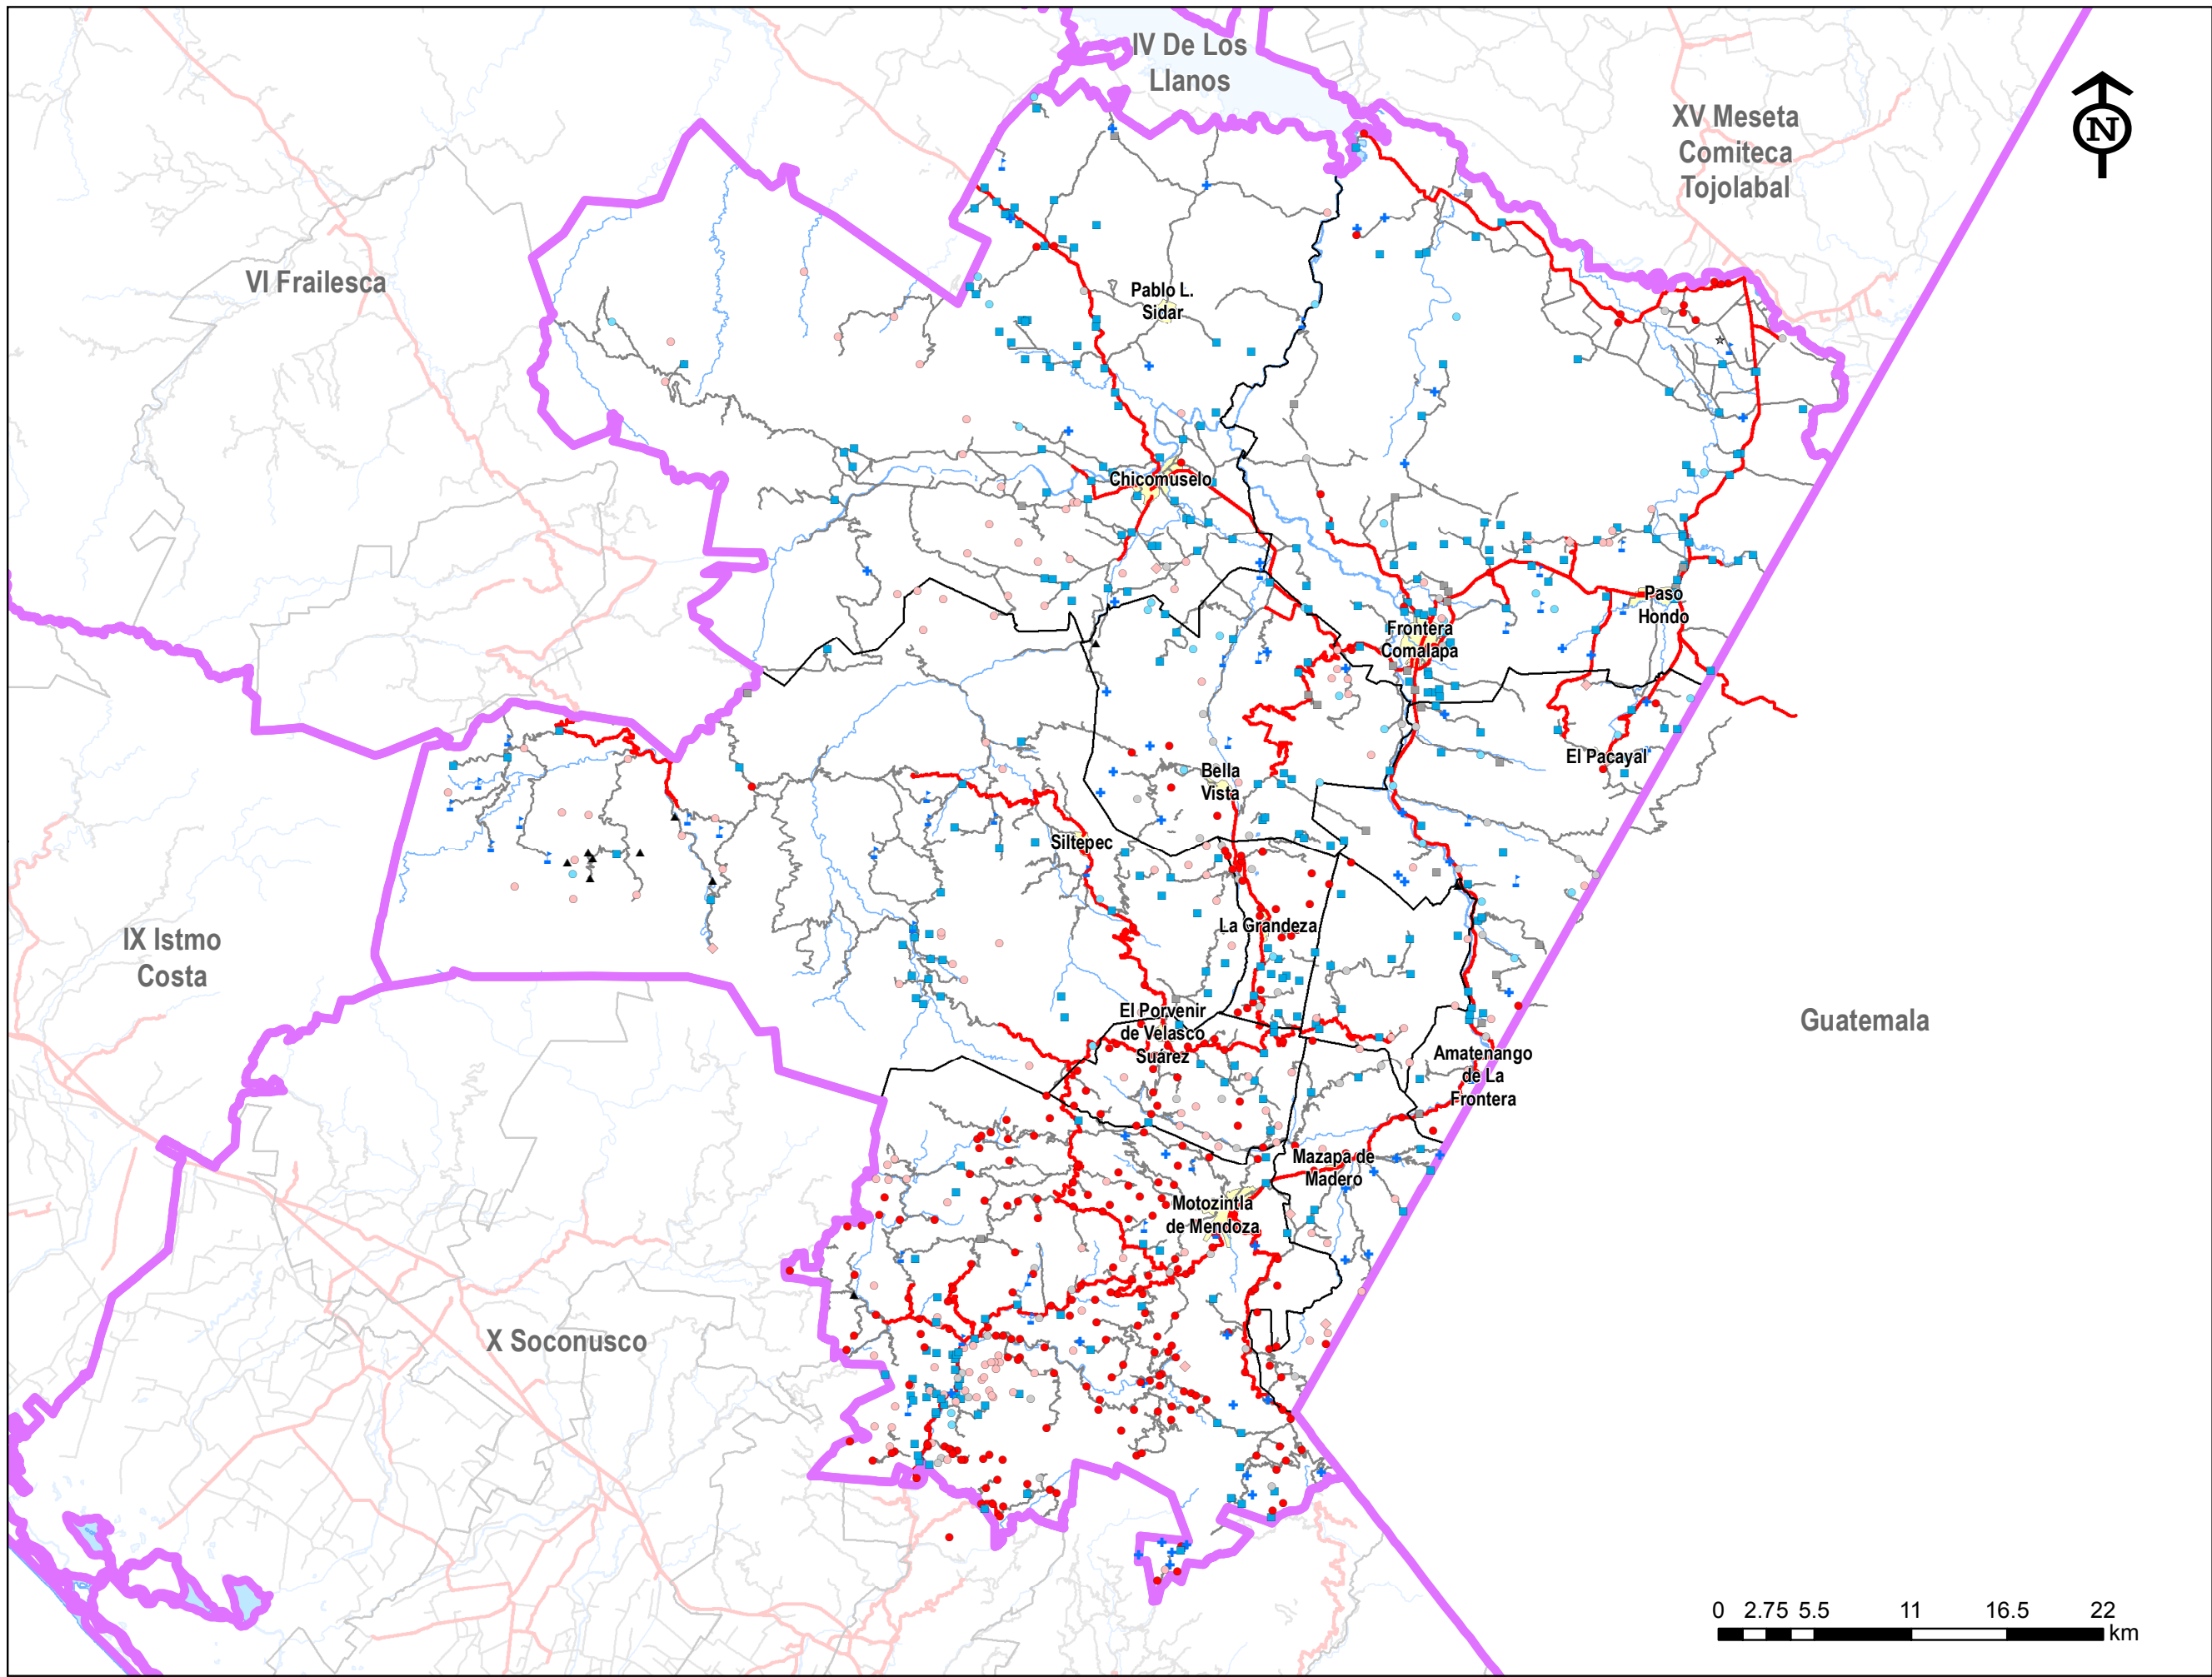 IV De Los
Llanos
XV Meseta
Comiteca
Tojolabal
N
VI Frailesca
Pablo L.
Sidar
Chicomuselo
Paso
Hondo
Frontera
Comalapa
El Pacayal
Bella
Vista
Siltepec
La Grandeza
IX Istmo
Costa
El Porvenir
de Velasco
Suárez
Guatemala
Amatenango
de La
Frontera
Mazapa de
Madero
Motozintla
de Mendoza
X Soconusco
0 2.75 5.5 11 16.5 22
km